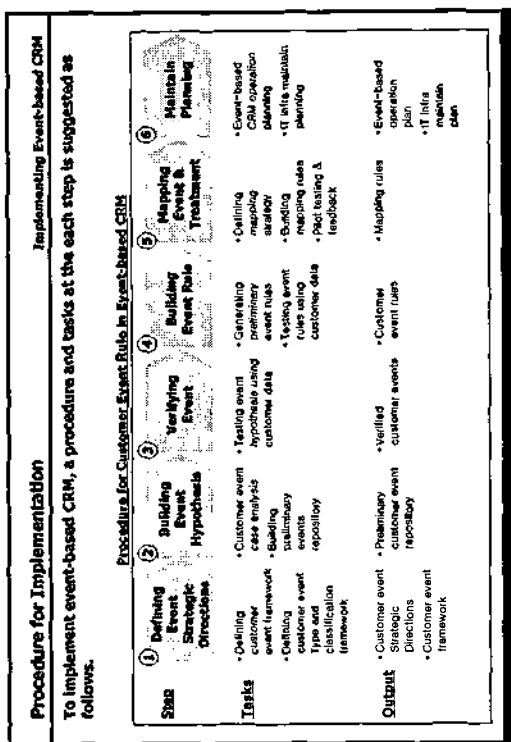 Procedure for Implementation
Implementing Event-based CRM
To implement event-based CRM, a procedure and tasks at the each step is suggested as
follows.
Procedure for Customer Event Rule in Event-based CRM
Step
① Defining
Event
Strategic
Directions
② Building
Event
Hypothesis
③ Verifying
Event
④ Building
Event Rule
⑤ Mapping
Event &
Treatment
⑥ Maintain
Planning
Tasks
• Defining
customer
event framework
• Defining
customer event
Type and
classification
framework
• Customer event
case analysis
• Building
preliminary
events
repository
• Testing event
hypothesis using
customer data
• Generating
preliminary
event rules
• Testing event
rules using
customer data
• Defining
mapping
strategy
• Building
mapping rules
• Pilot testing &
feedback
• Event-based
CRM operation
planning
• IT infra maintain
planning
Output
• Customer event
Strategic
Directions
• Customer event
framework
• Preliminary
customer event
repository
• Verified
customer events
• Customer
event rules
• Mapping rules
• Event-based
operation
plan
• IT Infra
maintain
plan